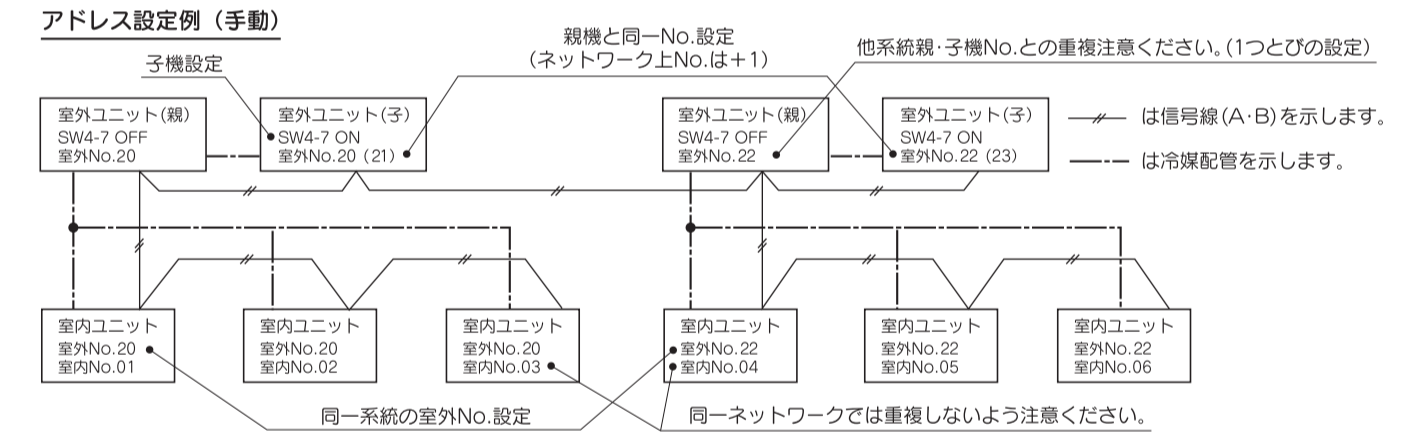 アドレス設定例（手動）
親機と同一No.設定
（ネットワーク上No.は＋1）
他系統親・子機No.との重複注意ください。(1つとびの設定)
子機設定
室外ユニット(親)
SW4-7 OFF
室外No.20
室外ユニット(子)
SW4-7 ON
室外No.20（21）
室外ユニット(親)
SW4-7 OFF
室外No.22
室外ユニット(子)
SW4-7 ON
室外No.22（23）
は信号線(A・B)を示します。
は冷媒配管を示します。
室内ユニット
室外No.20
室内No.01
室内ユニット
室外No.20
室内No.02
室内ユニット
室外No.20
室内No.03
室内ユニット
室外No.22
室内No.04
室内ユニット
室外No.22
室内No.05
室内ユニット
室外No.22
室内No.06
同一系統の室外No.設定
同一ネットワークでは重複しないよう注意ください。